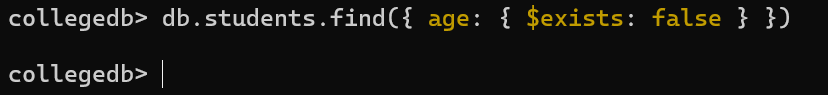 collegedb> db.students.find({ age: { $exists: false } })
collegedb>